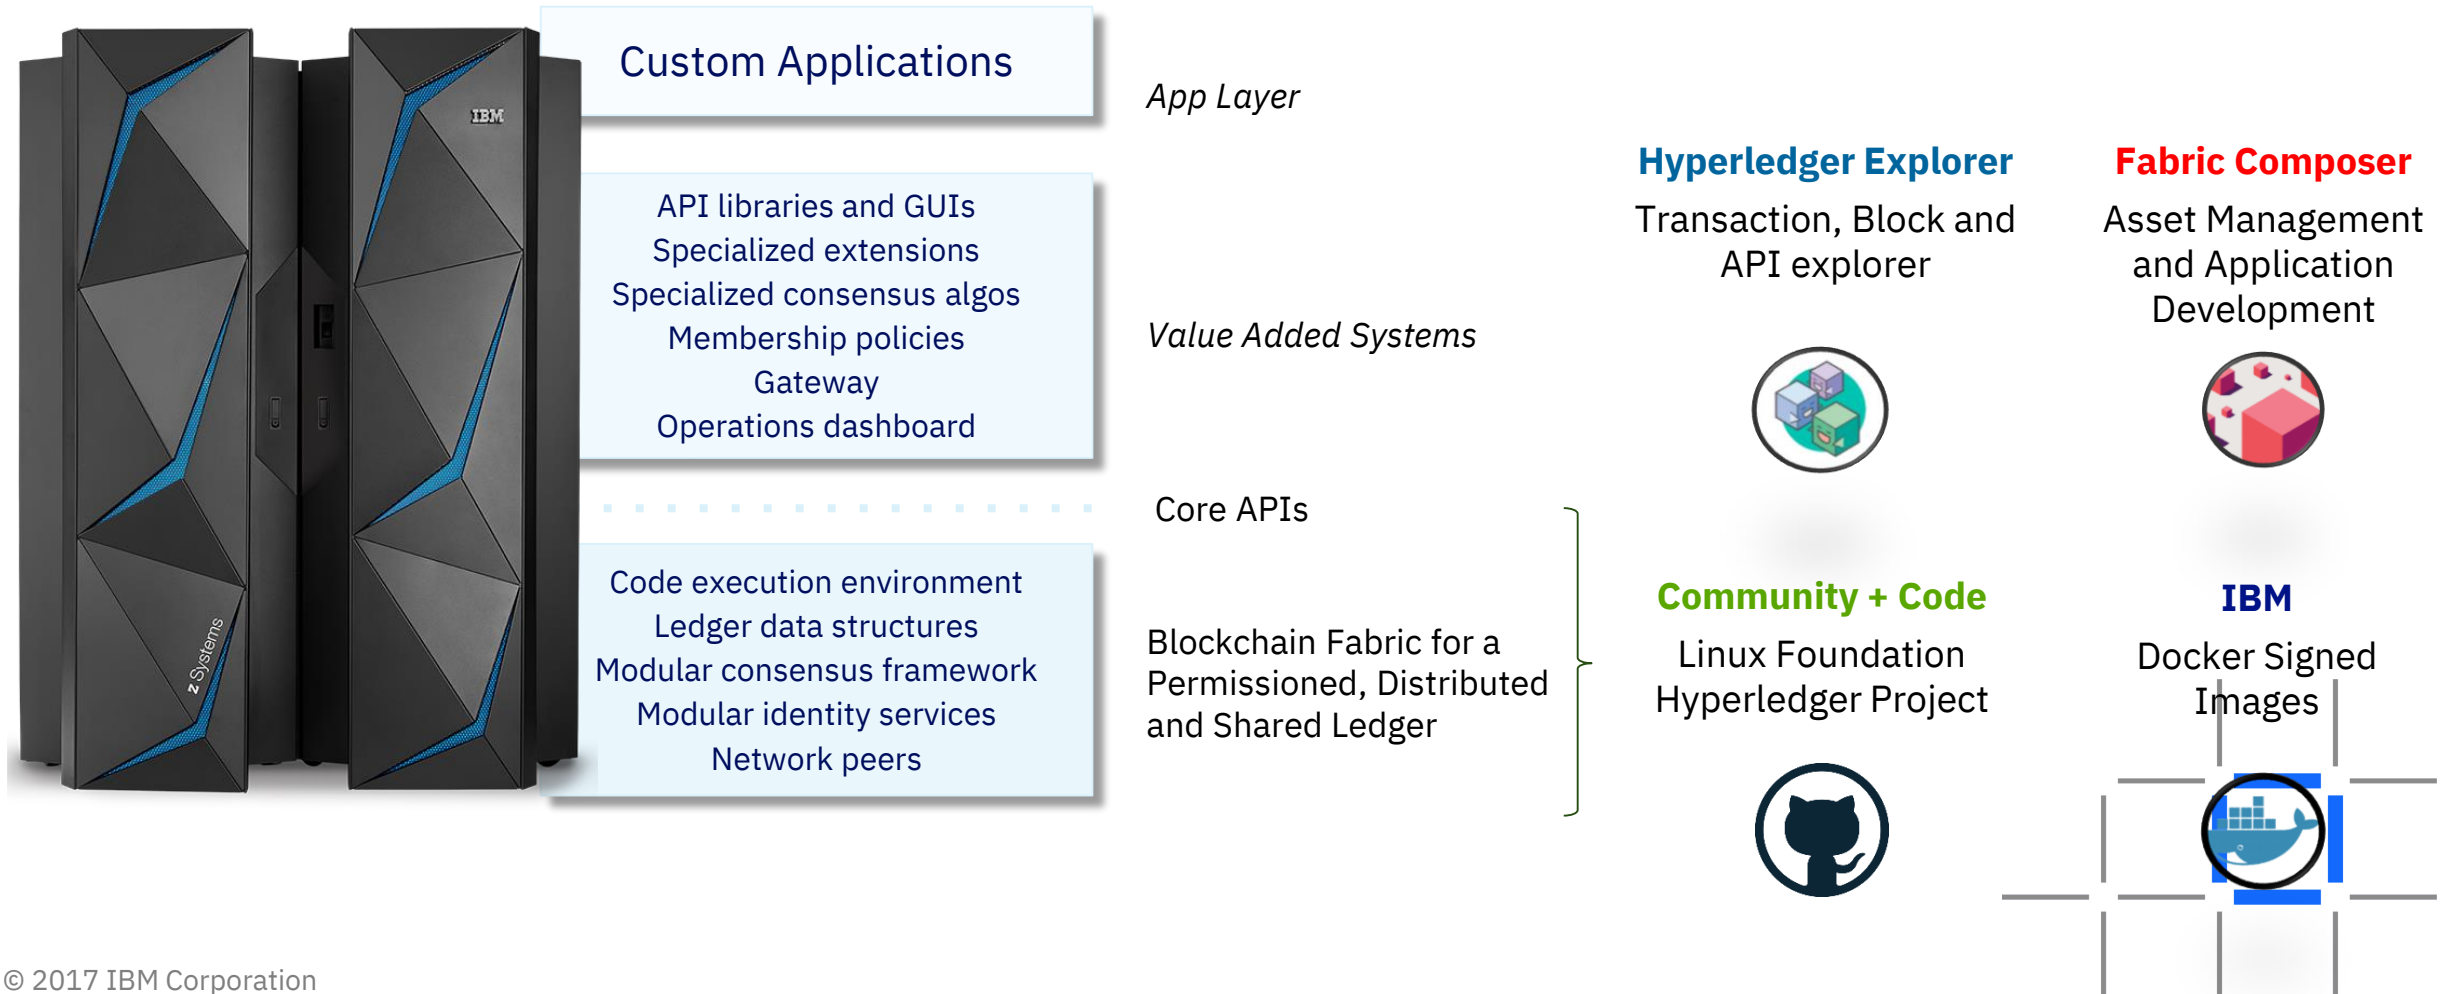 Custom Applications
IBM
App Layer
API libraries and GUIs
Specialized extensions
Specialized consensus algos
Membership policies
Gateway
Operations dashboard
Value Added Systems
Core APIs
Code execution environment
Ledger data structures
Modular consensus framework
Modular identity services
Network peers
z Systems
Blockchain Fabric for a
Permissioned, Distributed
and Shared Ledger
Hyperledger Explorer
Transaction, Block and
API explorer
Fabric Composer
Asset Management
and Application
Development
Community + Code
Linux Foundation
Hyperledger Project
IBM
Docker Signed
Images
© 2017 IBM Corporation